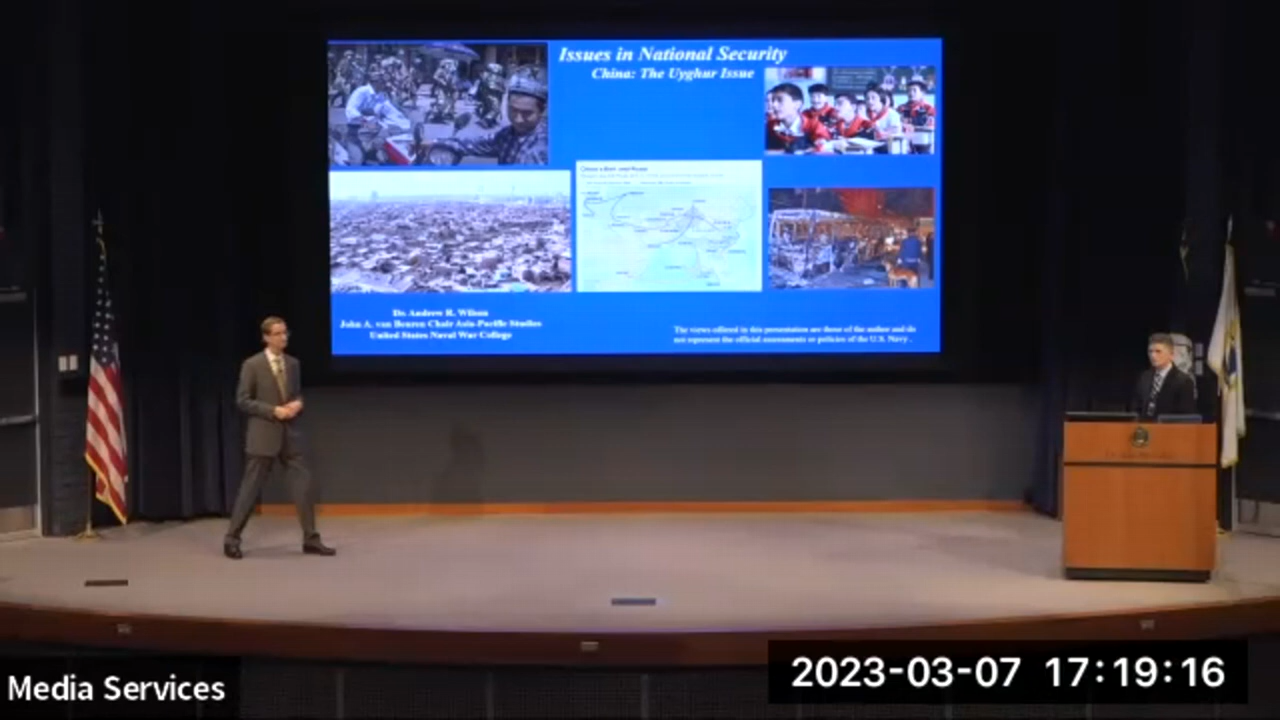 Issues in National Security
China: The Uyghur Issue
Dr. Andrew R. Wilson
John A. van Beuren Chair Asia-Pacific Studies
United States Naval War College
The views offered in this presentation are those of the author and do
not represent the official assessments or policies of the U.S. Navy .
Media Services
2023-03-07 17:19:16